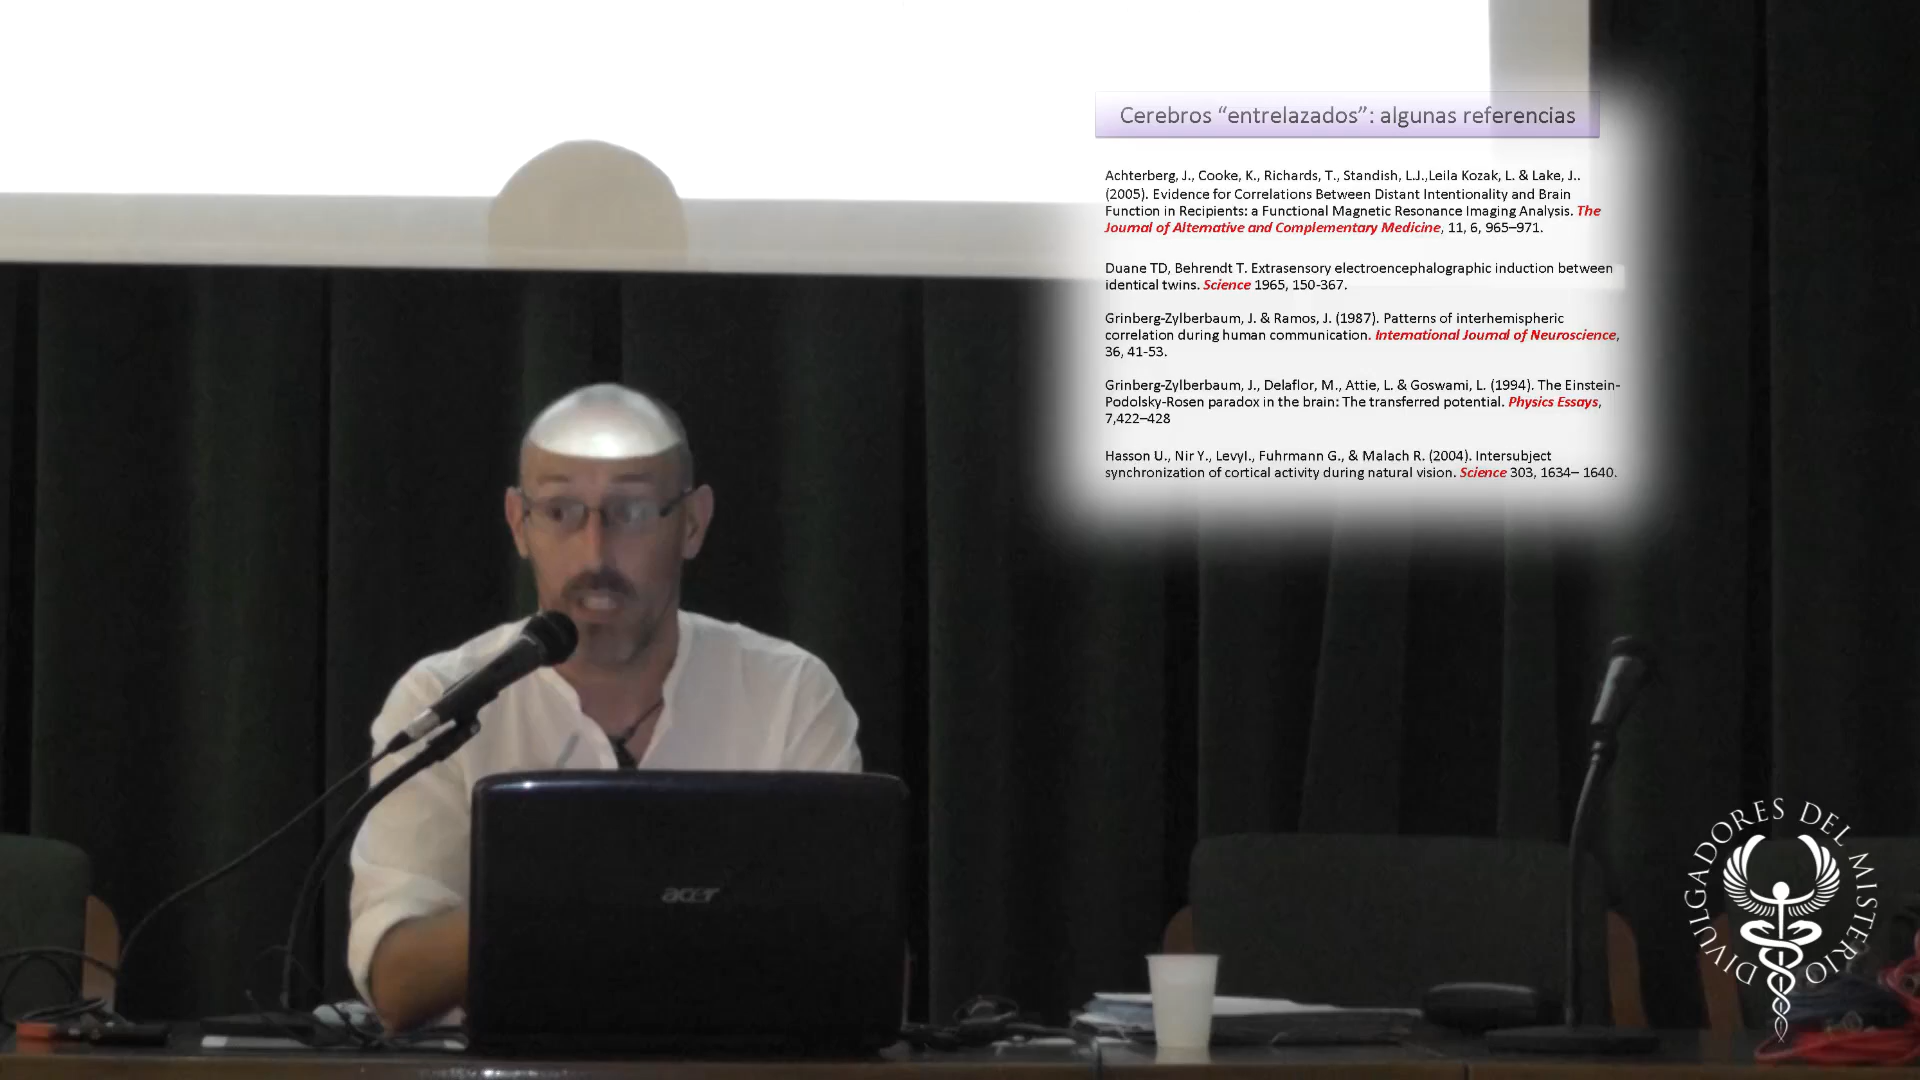 Cerebros “entrelazados”: algunas referencias
Achterberg, J., Cooke, K., Richards, T., Standish, L.J.,Leila Kozak, L. & Lake, J..
(2005). Evidence for Correlations Between Distant Intentionality and Brain
Function in Recipients: a Functional Magnetic Resonance Imaging Analysis. The
Journal of Alternative and Complementary Medicine, 11, 6, 965–971.
Duane TD, Behrendt T. Extrasensory electroencephalographic induction between
identical twins. Science 1965, 150-367.
Grinberg-Zylberbaum, J. & Ramos, J. (1987). Patterns of interhemispheric
correlation during human communication. International Journal of Neuroscience,
36, 41-53.
Grinberg-Zylberbaum, J., Delaflor, M., Attie, L. & Goswami, L. (1994). The Einstein-
Podolsky-Rosen paradox in the brain: The transferred potential. Physics Essays,
7,422–428
Hasson U., Nir Y., LevyI., Fuhrmann G., & Malach R. (2004). Intersubject
synchronization of cortical activity during natural vision. Science 303, 1634– 1640.
acer
DIVULGADORES DEL MISTERIO